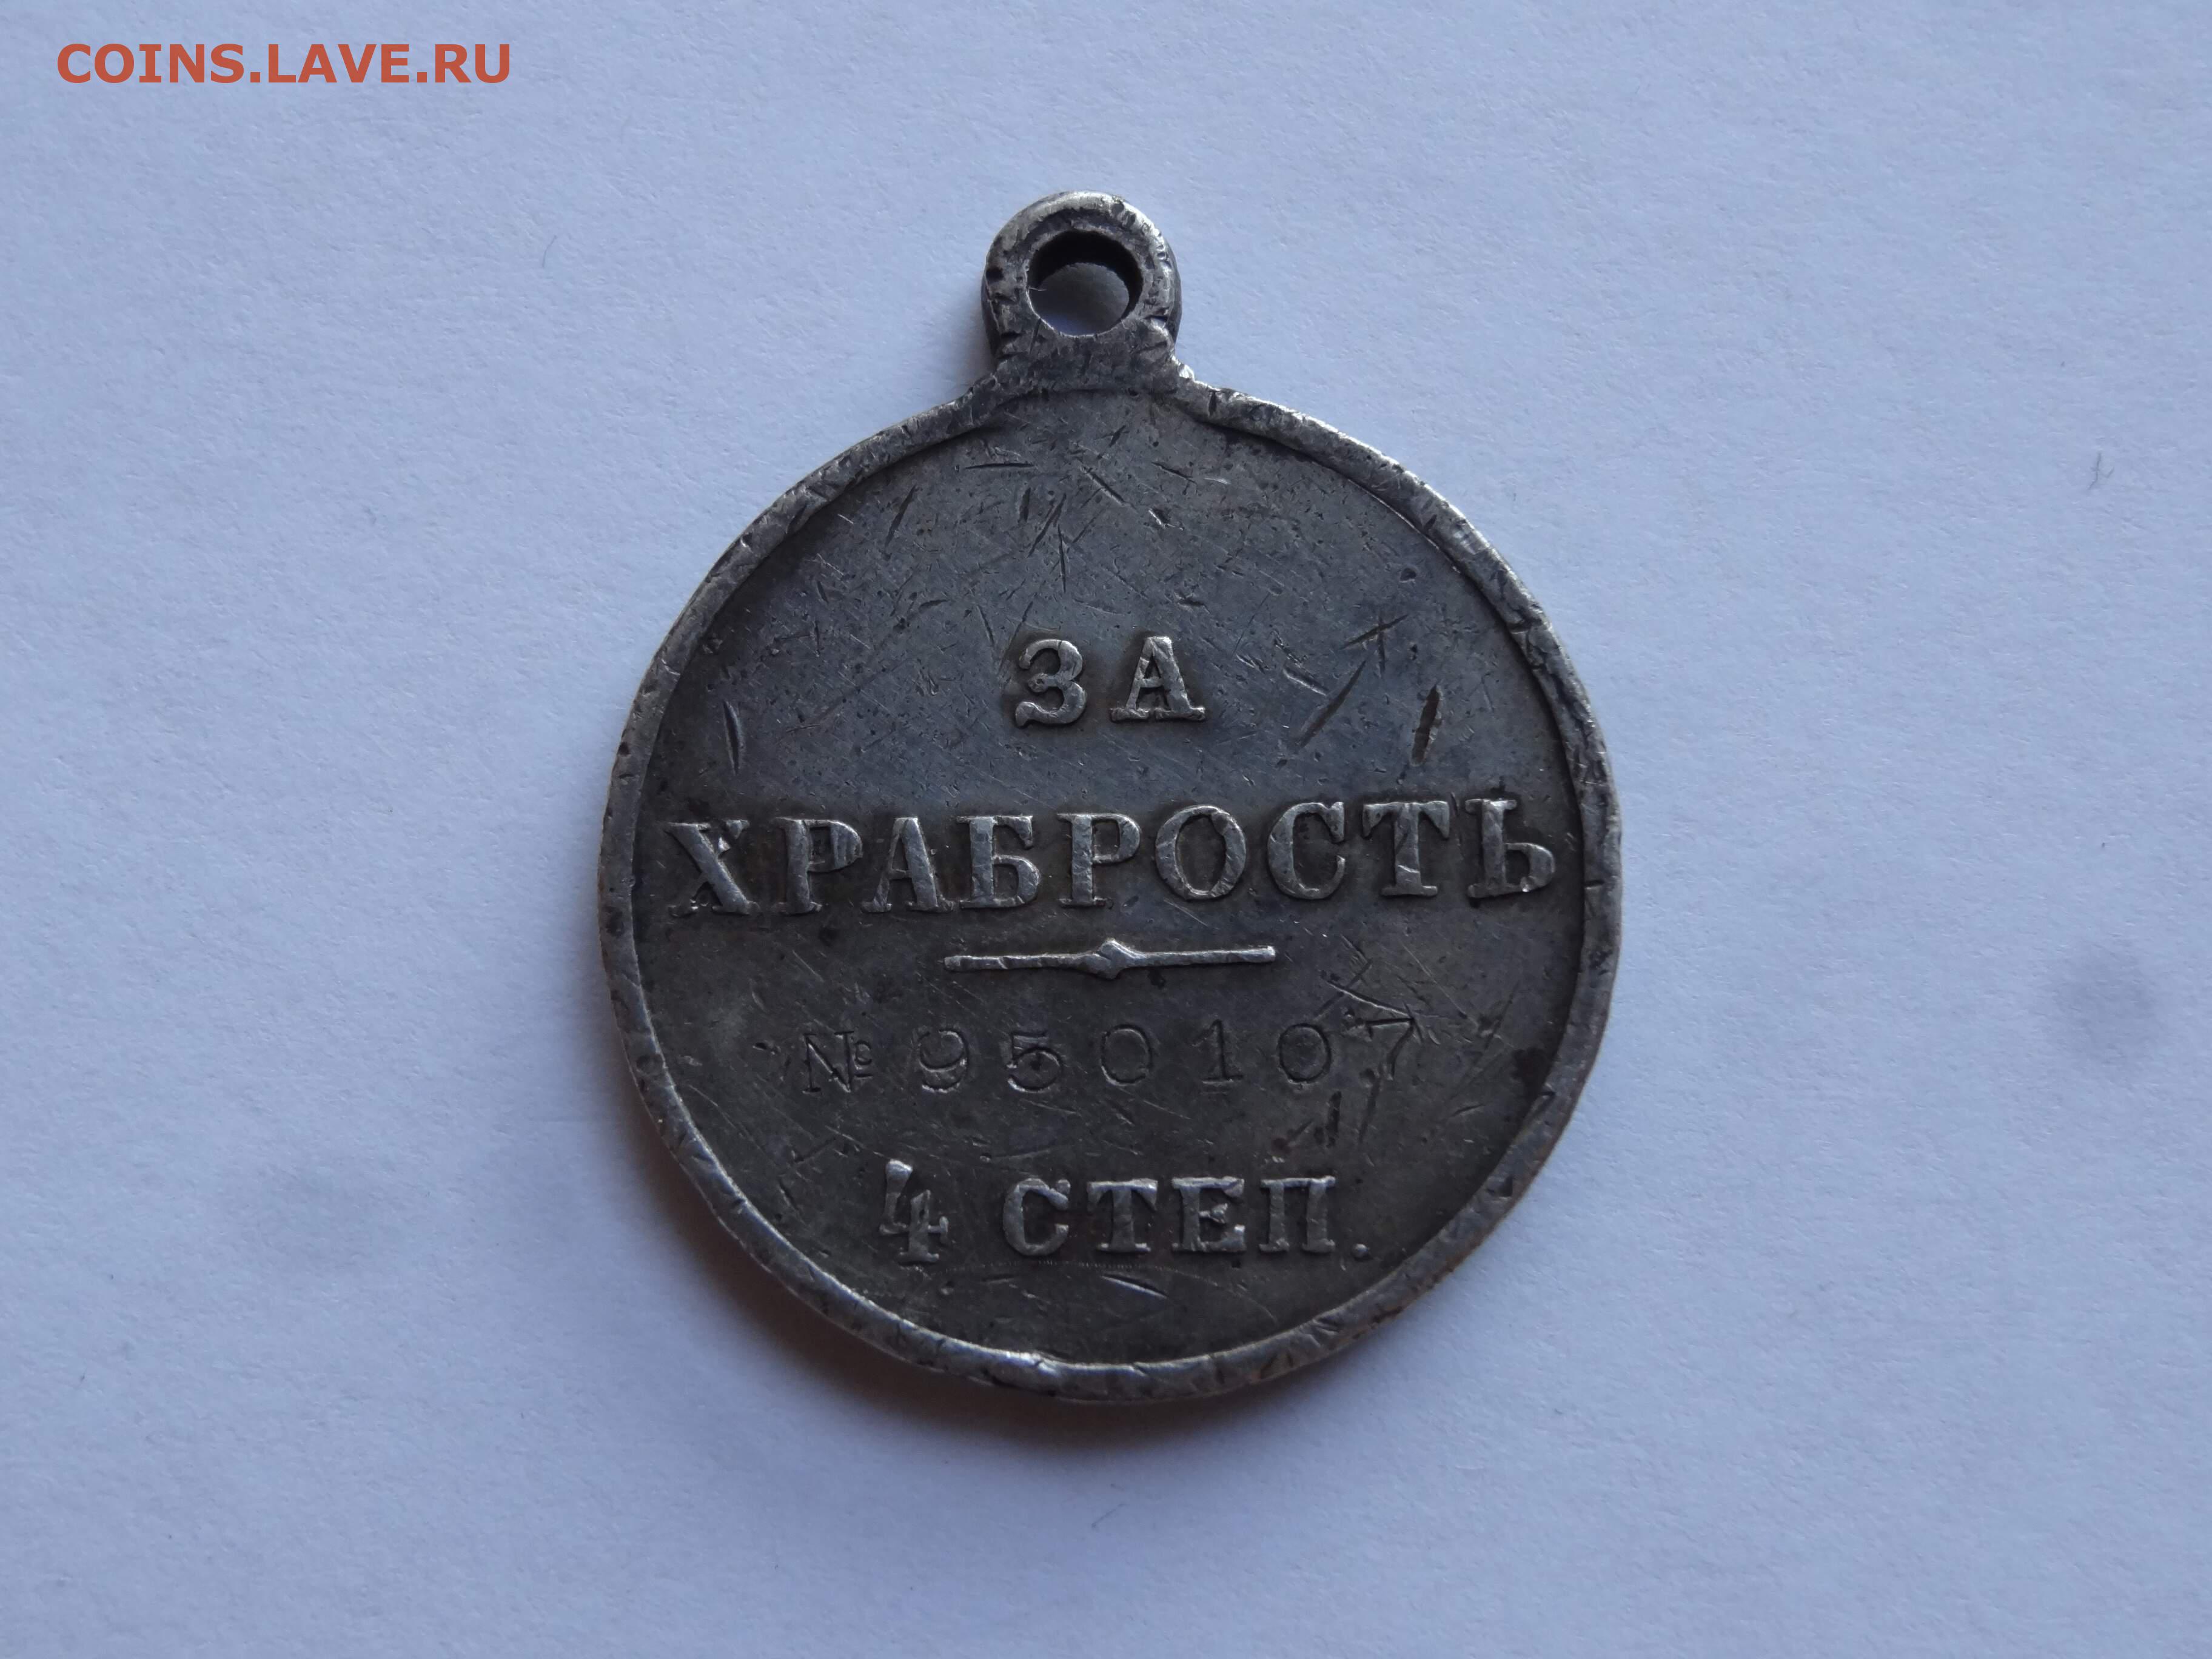 COINS.LAVE.RU
ЗА
ХРАБРОСТЬ
№ 950107
4 СТЕП.